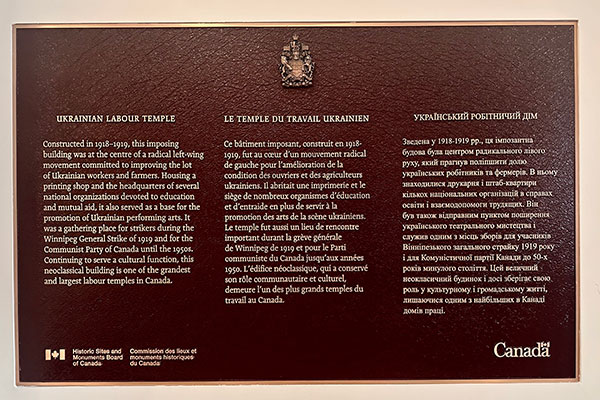 UKRAINIAN LABOUR TEMPLE
Constructed in 1918–1919, this imposing
building was at the centre of a radical left-wing
movement committed to improving the lot
of Ukrainian workers and farmers. Housing a
printing shop and the headquarters of several
national organizations devoted to education
and mutual aid, it also served as a base for the
promotion of Ukrainian performing arts. It
was a gathering place for strikers during the
Winnipeg General Strike of 1919 and for the
Communist Party of Canada until the 1950s.
Continuing to serve a cultural function, this
neoclassical building is one of the grandest
and largest labour temples in Canada.
LE TEMPLE DU TRAVAIL UKRAINIEN
Ce bâtiment imposant, construit en 1918-
1919, fut au cœur d'un mouvement radical
de gauche pour l'amélioration de la
condition des ouvriers et des agriculteurs
ukrainiens. Il abritait une imprimerie et le
siège de nombreux organismes d'éducation
et d'entraide en plus de servir à la
promotion des arts de la scène ukrainiens.
Le temple fut aussi un lieu de rencontre
important durant la grève générale
de Winnipeg de 1919 et pour le Parti
communiste du Canada jusqu'aux années
1950. L'édifice néoclassique, qui a conservé
son rôle communautaire et culturel,
demeure l'un des plus grands temples du
travail au Canada.
УКРАЇНСЬКИЙ РОБІТНИЧИЙ ДІМ
Зведена у 1918-1919 рр., ця імпозантна
будова була центром радикального лівого
руху, який прагнув поліпшити долю
українських робітників та фермерів. В ньому
знаходилися друкарня і штаб-квартири
кількох національних організацій в справах
освіти і взаємодопомоги трудящих. Він
був також відправним пунктом поширення
українського театрального мистецтва і
служив одним з місць зборів для учасників
Вінніпезького загального страйку 1919 року
і для Комуністичної партії Канади до 50-х
років минулого століття. Цей величний
неокласичний будинок і досі зберігає свою
роль у культурному і громадському житті,
лишаючися одним з найбільших в Канаді
домів праці.
Historic Sites and
Monuments Board
of Canada
Commission des lieux et
monuments historiques
du Canada
Canada